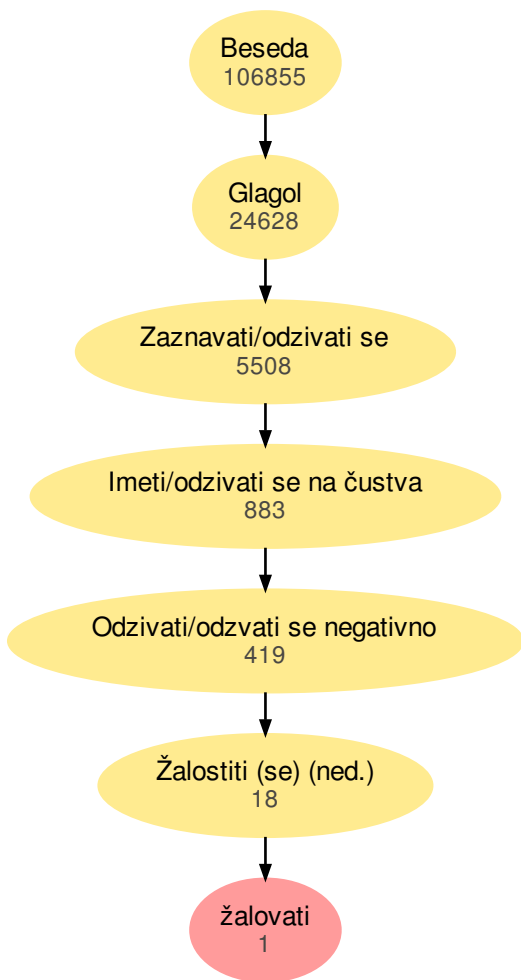 Beseda
106855
Glagol
24628
Zaznavati/odzivati se
5508
Imeti/odzivati se na čustva
883
Odzivati/odzvati se negativno
419
Žalostiti (se) (ned.)
18
žalovati
1